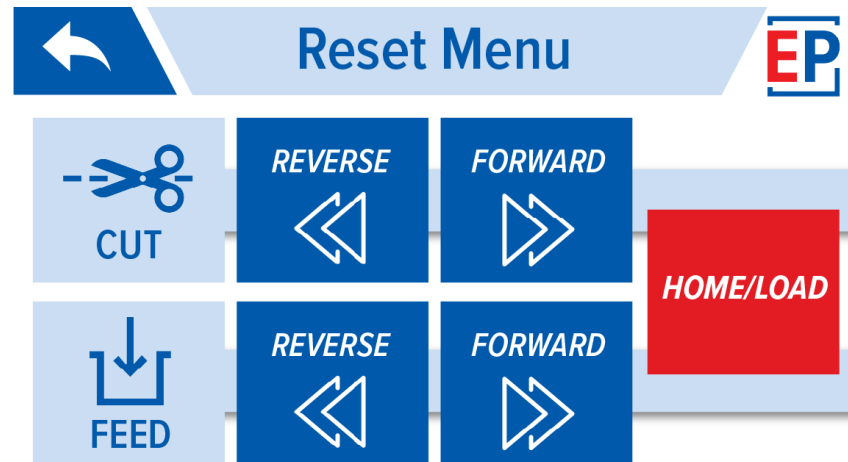 Reset Menu
EP
CUT
REVERSE
FORWARD
HOME/LOAD
FEED
REVERSE
FORWARD